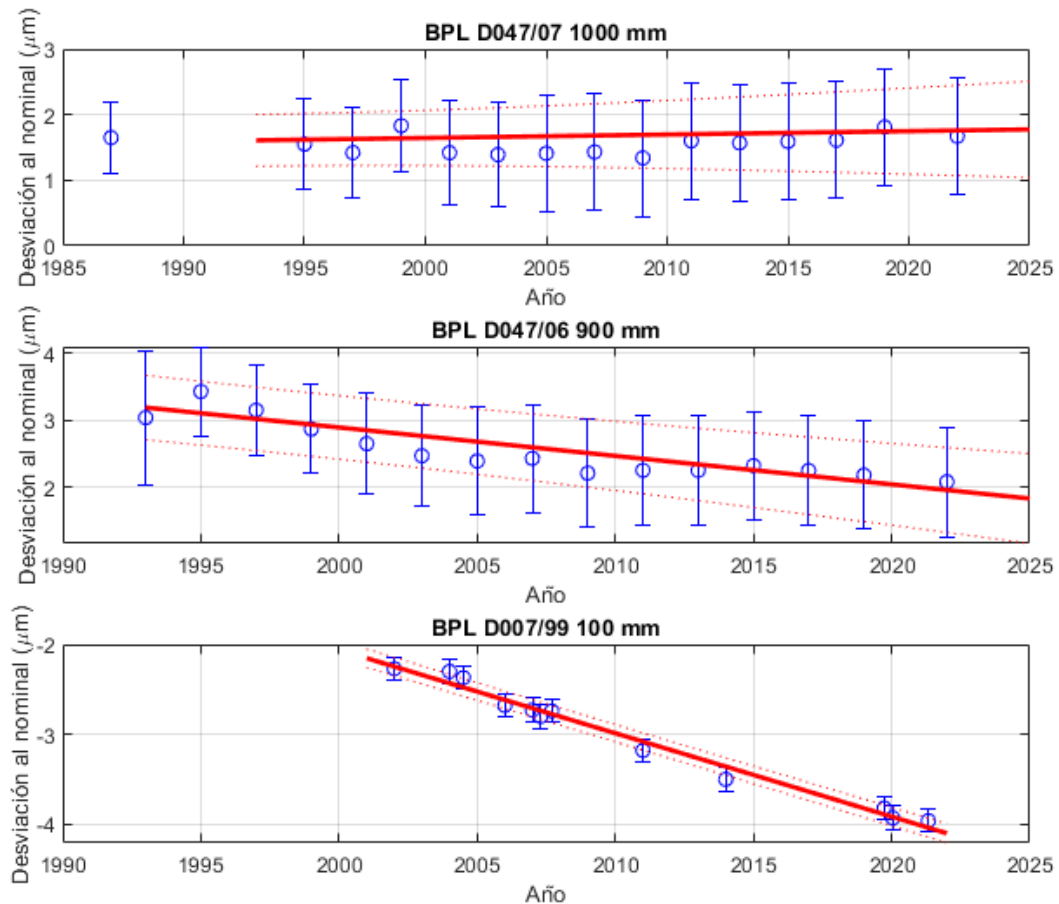 BPL D047/07 1000 mm
Desviación al nominal (μm)
3
2
1
0
1985 1990 1995 2000 2005 2010 2015 2020 2025
Año
BPL D047/06 900 mm
Desviación al nominal (μm)
4
3
2
1990 1995 2000 2005 2010 2015 2020 2025
Año
BPL D007/99 100 mm
Desviación al nominal (μm)
-2
-3
-4
1990 1995 2000 2005 2010 2015 2020 2025
Año